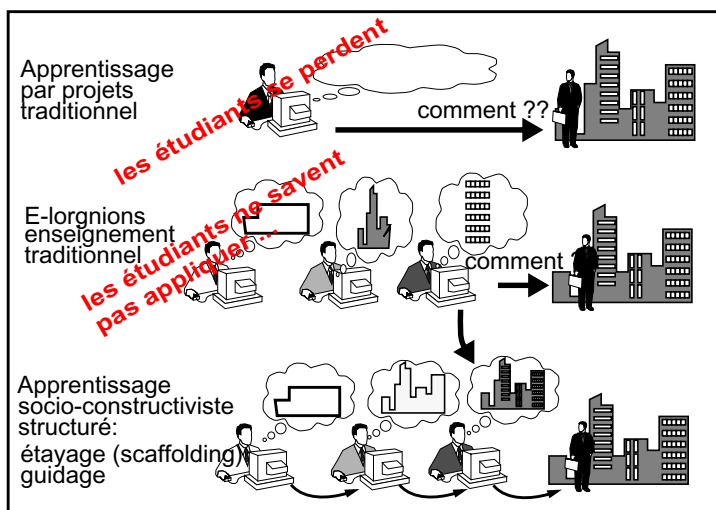 Apprentissage
par projets
traditionnel
les étudiants se perdent
comment ??
E-lorgnions
enseignement
traditionnel
les étudiants ne savent
pas appliquer ...
comment
Apprentissage
socio-constructiviste
structuré:
étayage (scaffolding)
guidage